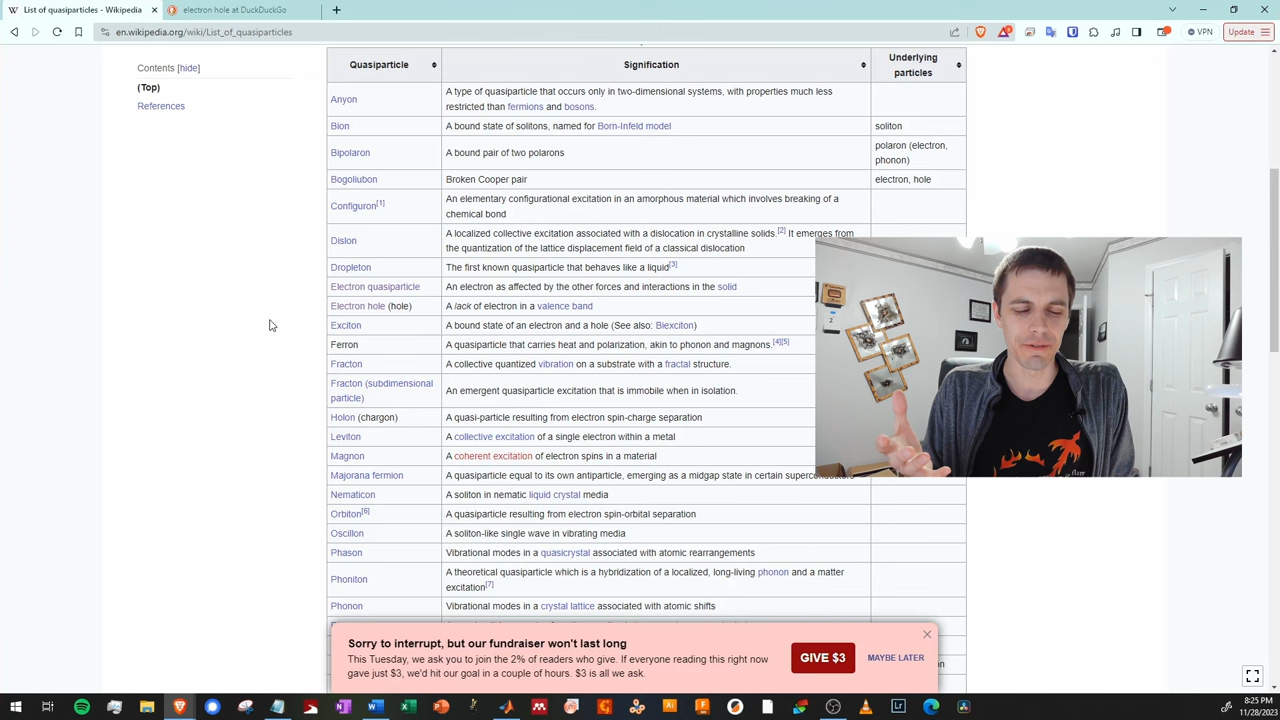 List of quasiparticles - Wikipedia
electron hole at DuckDuckGo
en.wikipedia.org/wiki/List_of_quasiparticles
VPN
Update
Contents [hide]
(Top)
References
Quasiparticle Signification Underlying particles
Anyon A type of quasiparticle that occurs only in two-dimensional systems, with properties much less
restricted than fermions and bosons.
Bion A bound state of solitons, named for Born-Infeld model soliton
Bipolaron A bound pair of two polarons polaron (electron,
phonon)
Bogoliubon Broken Cooper pair electron, hole
Configuron[1] An elementary configurational excitation in an amorphous material which involves breaking of a
chemical bond
Dislon A localized collective excitation associated with a dislocation in crystalline solids.[2] It emerges from
the quantization of the lattice displacement field of a classical dislocation
Dropleton The first known quasiparticle that behaves like a liquid[3]
Electron quasiparticle An electron as affected by the other forces and interactions in the solid
Electron hole (hole) A lack of electron in a valence band
Exciton A bound state of an electron and a hole (See also: Biexciton)
Ferron A quasiparticle that carries heat and polarization, akin to phonon and magnons.[4][5]
Fracton A collective quantized vibration on a substrate with a fractal structure.
Fracton (subdimensional
particle) An emergent quasiparticle excitation that is immobile when in isolation.
Holon (chargon) A quasi-particle resulting from electron spin-charge separation
Leviton A collective excitation of a single electron within a metal
Magnon A coherent excitation of electron spins in a material
Majorana fermion A quasiparticle equal to its own antiparticle, emerging as a midgap state in certain superconductors
Nematicon A soliton in nematic liquid crystal media
Orbiton[6] A quasiparticle resulting from electron spin-orbital separation
Oscillon A soliton-like single wave in vibrating media
Phason Vibrational modes in a quasicrystal associated with atomic rearrangements
Phoniton A theoretical quasiparticle which is a hybridization of a localized, long-living phonon and a matter
excitation[7]
Phonon Vibrational modes in a crystal lattice associated with atomic shifts
Sorry to interrupt, but our fundraiser won't last long
This Tuesday, we ask you to join the 2% of readers who give. If everyone reading this right now
gave just $3, we'd hit our goal in a couple of hours. $3 is all we ask.
GIVE $3
MAYBE LATER
8:25 PM
11/28/2023